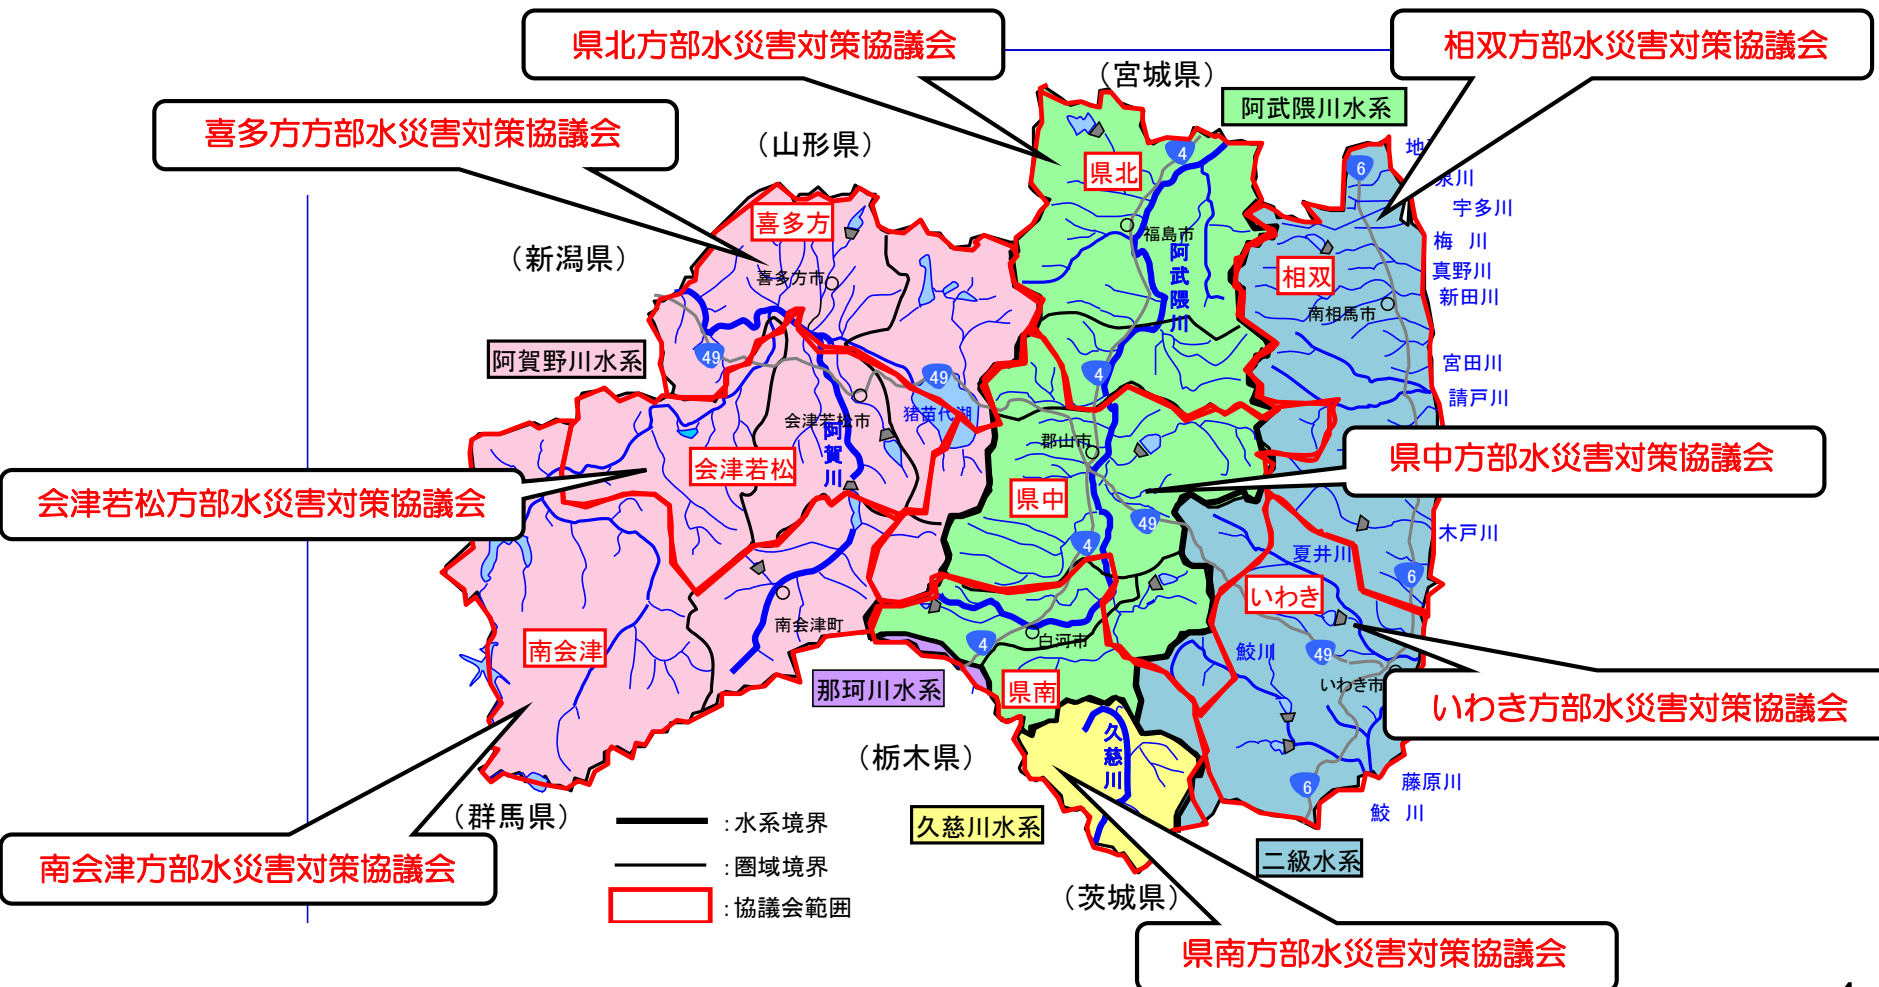 県北方部水災害対策協議会
相双方部水災害対策協議会
（宮城県）
阿武隈川水系
喜多方方部水災害対策協議会
（山形県）
地
4
6
県北
泉川
宇多川
喜多方
福島市
梅 川
（新潟県）
阿武隈川
真野川
相双
喜多方市
新田川
南相馬市
阿賀野川水系
49
49
4
宮田川
請戸川
猪苗代湖
会津若松市
郡山市
阿賀川
県中方部水災害対策協議会
会津若松
県中
会津若松方部水災害対策協議会
49
木戸川
4
夏井川
6
いわき
南会津町
白河市
南会津
4
鮫川
49
那珂川水系
県南
いわき市
いわき方部水災害対策協議会
久慈川
（栃木県）
6
藤原川
鮫 川
（群馬県）
：水系境界
久慈川水系
二級水系
：圏域境界
南会津方部水災害対策協議会
（茨城県）
：協議会範囲
県南方部水災害対策協議会